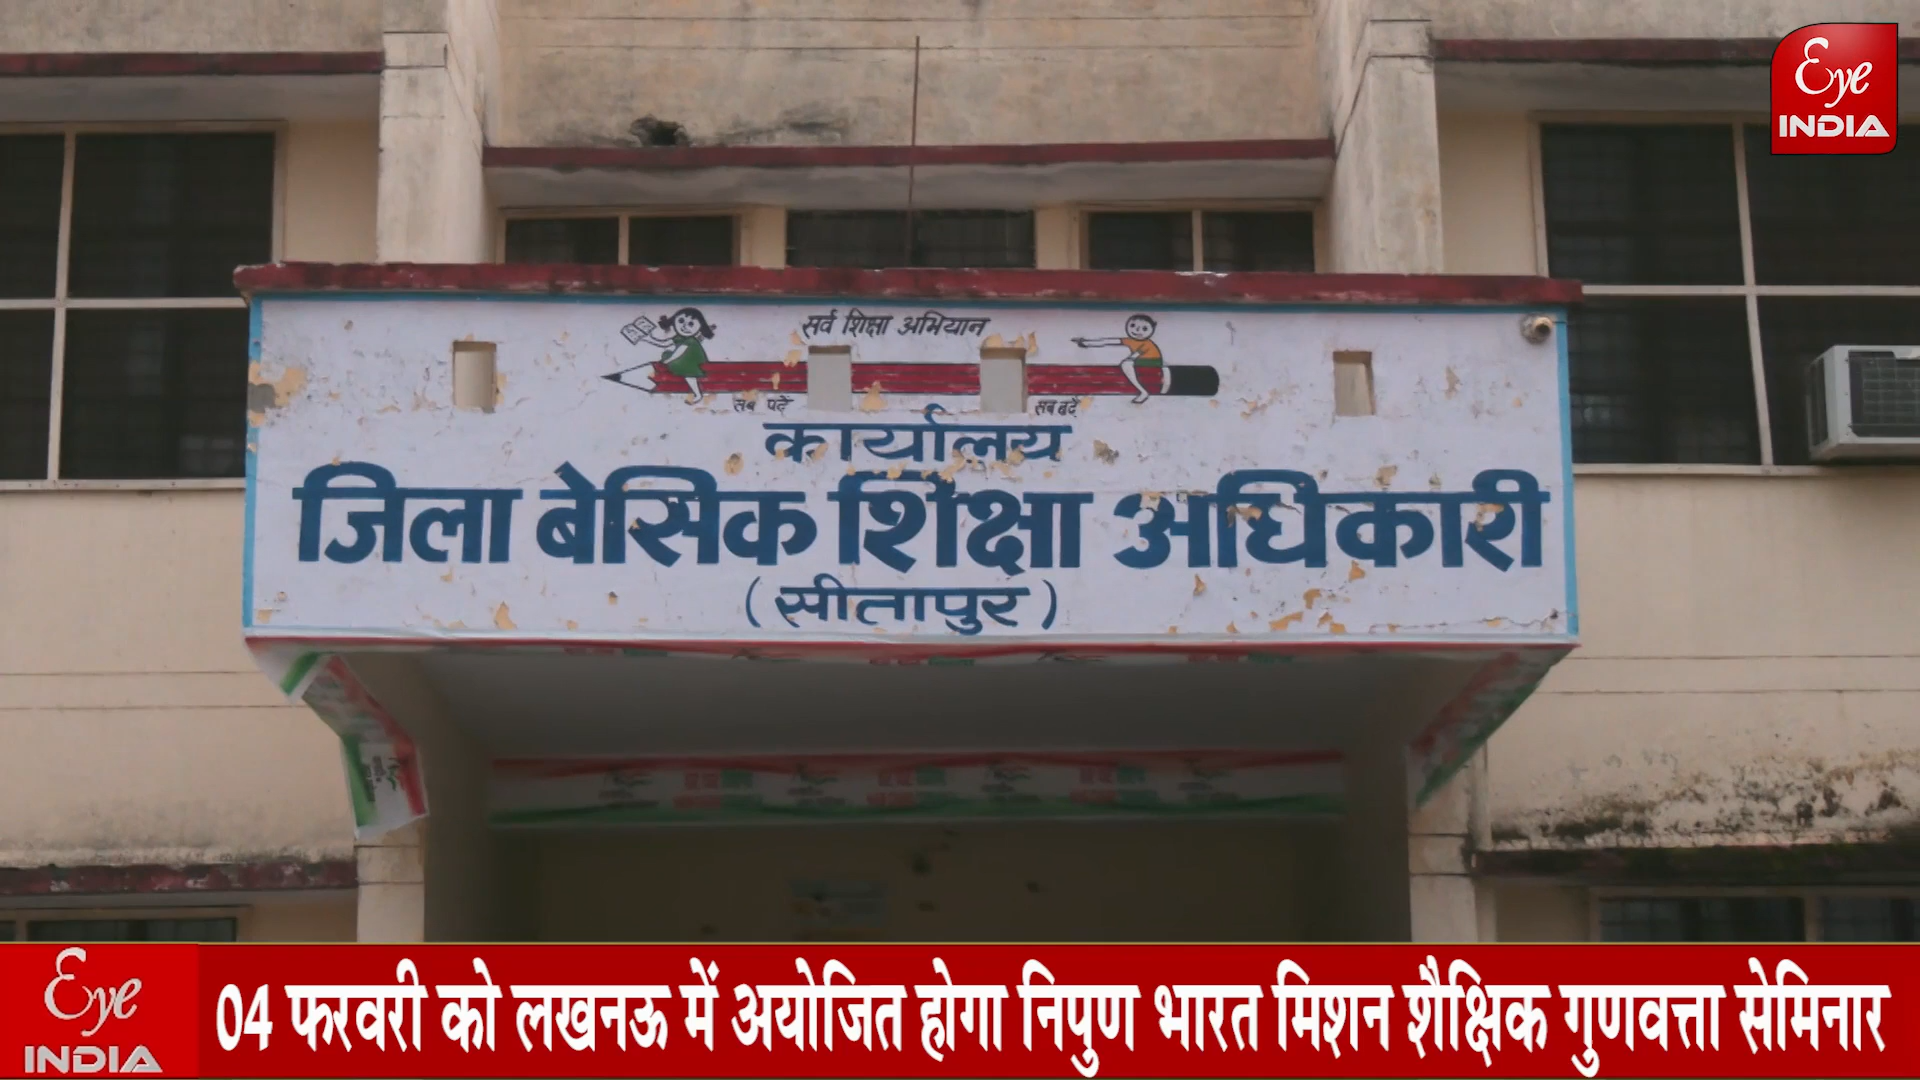 Eye
INDIA
सर्व शिक्षा अभियान
सब पढ़ें
सब बढ़ें
कार्यालय
जिला बेसिक शिक्षा अधिकारी
(सीतापुर)
Eye
INDIA
04 फरवरी को लखनऊ में अयोजित होगा निपुण भारत मिशन शैक्षिक गुणवत्ता सेमिनार